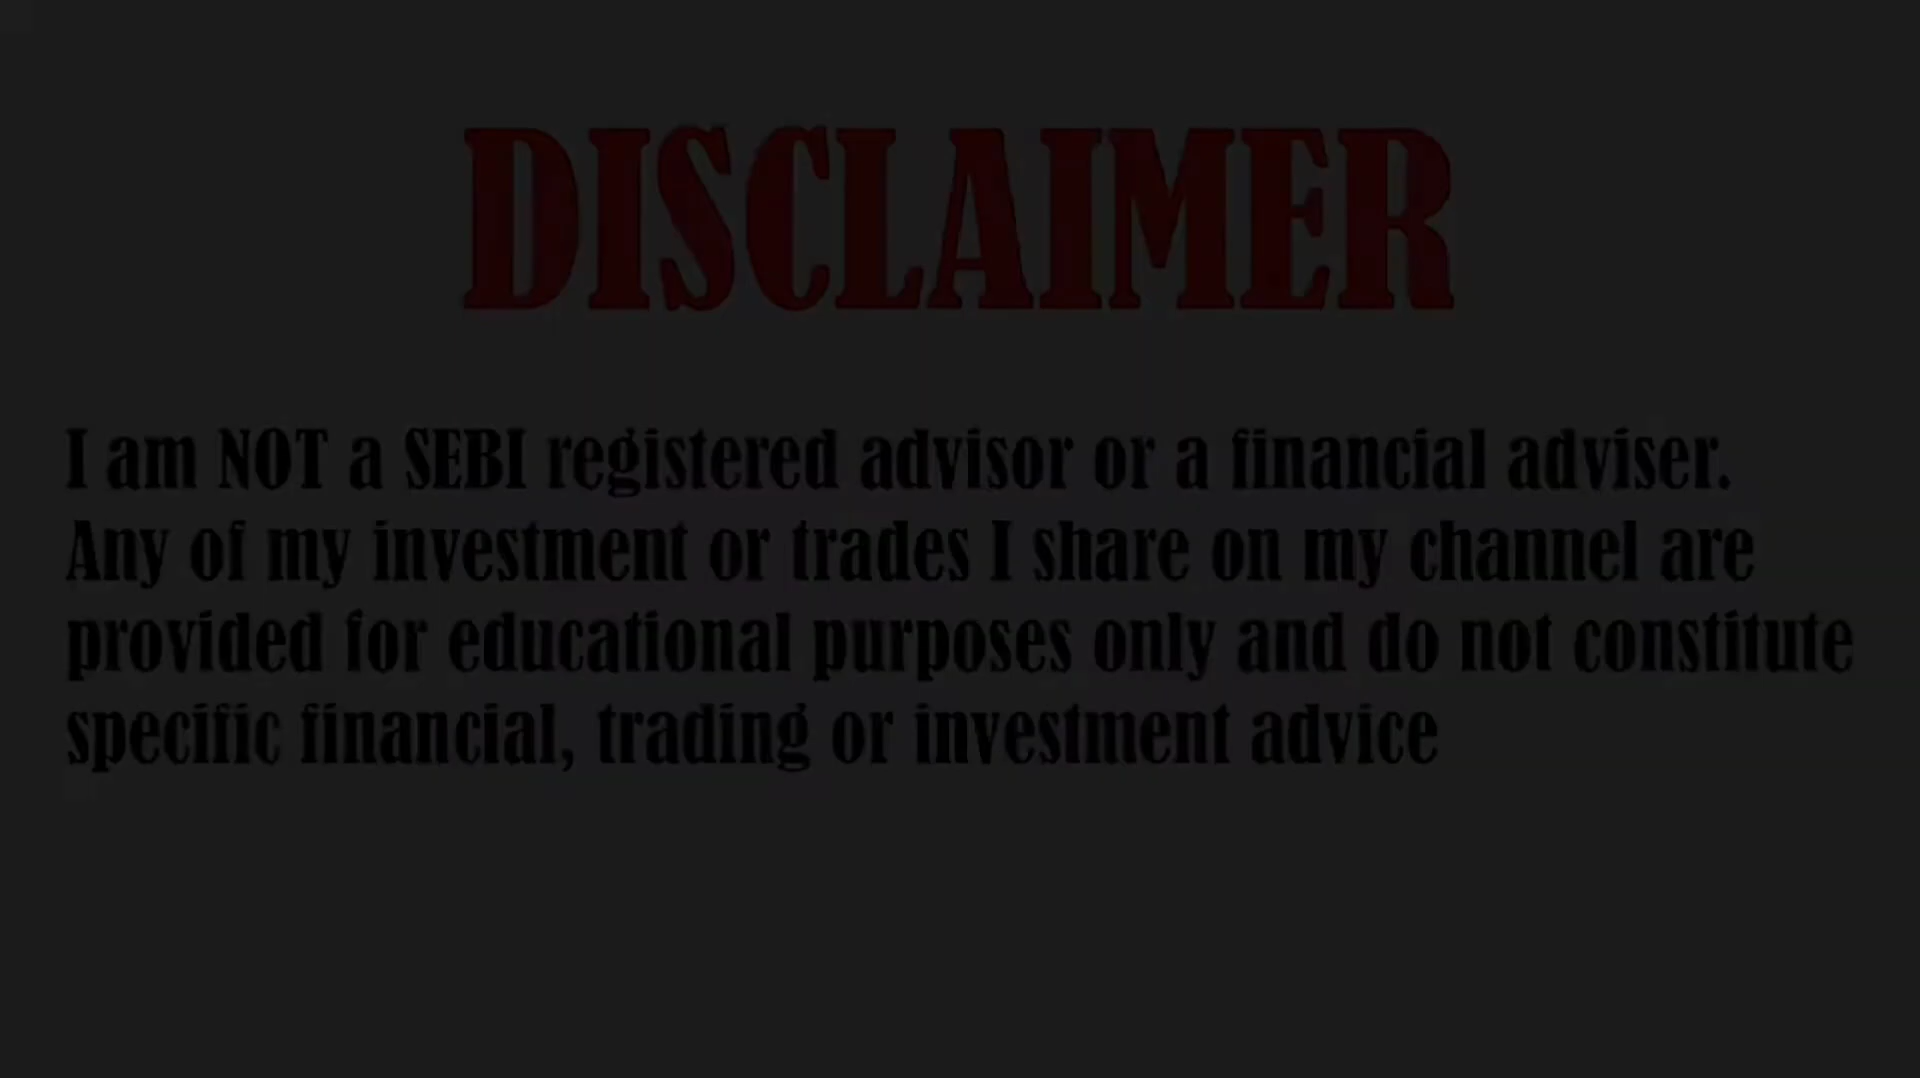 DISCLAIMER
I am NOT a SEBI registered advisor or a financial adviser.
Any of my investment or trades I share on my channel are
provided for educational purposes only and do not constitute
specific financial, trading or investment advice